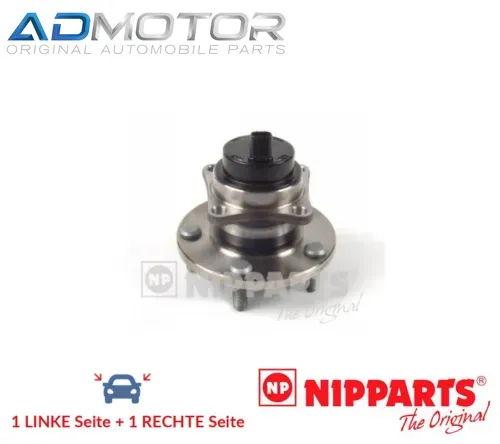 ADMOTOR
ORIGINAL AUTOMOBILE PARTS
NP NIPPARTS
The Original
1 LINKE Seite + 1 RECHTE Seite
NP NIPPARTS®
The Original